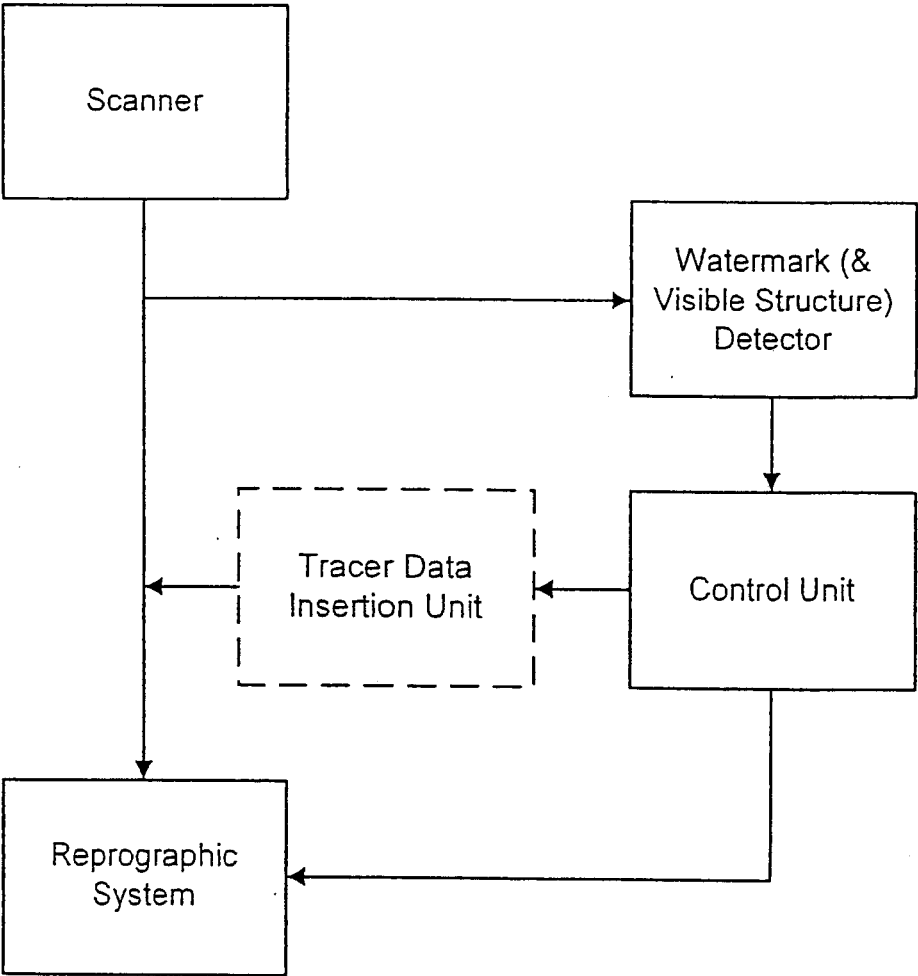 Scanner
Watermark (&
Visible Structure)
Detector
Tracer Data
Insertion Unit
Control Unit
Reprographic
System